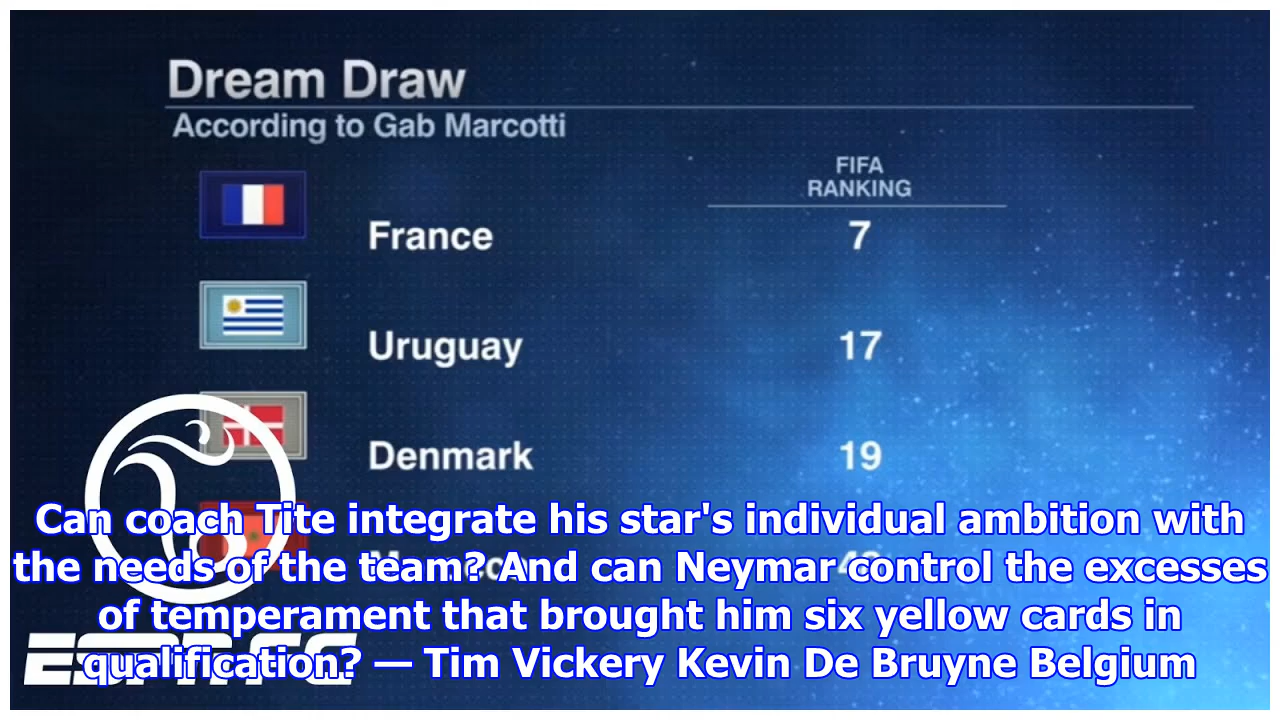 Dream Draw
According to Gab Marcotti
FIFA
RANKING
France 7
Uruguay 17
Denmark 19
Can coach Tite integrate his star's individual ambition with
the needs of the team? And can Neymar control the excesses
of temperament that brought him six yellow cards in
qualification? — Tim Vickery Kevin De Bruyne Belgium
ESPN FC